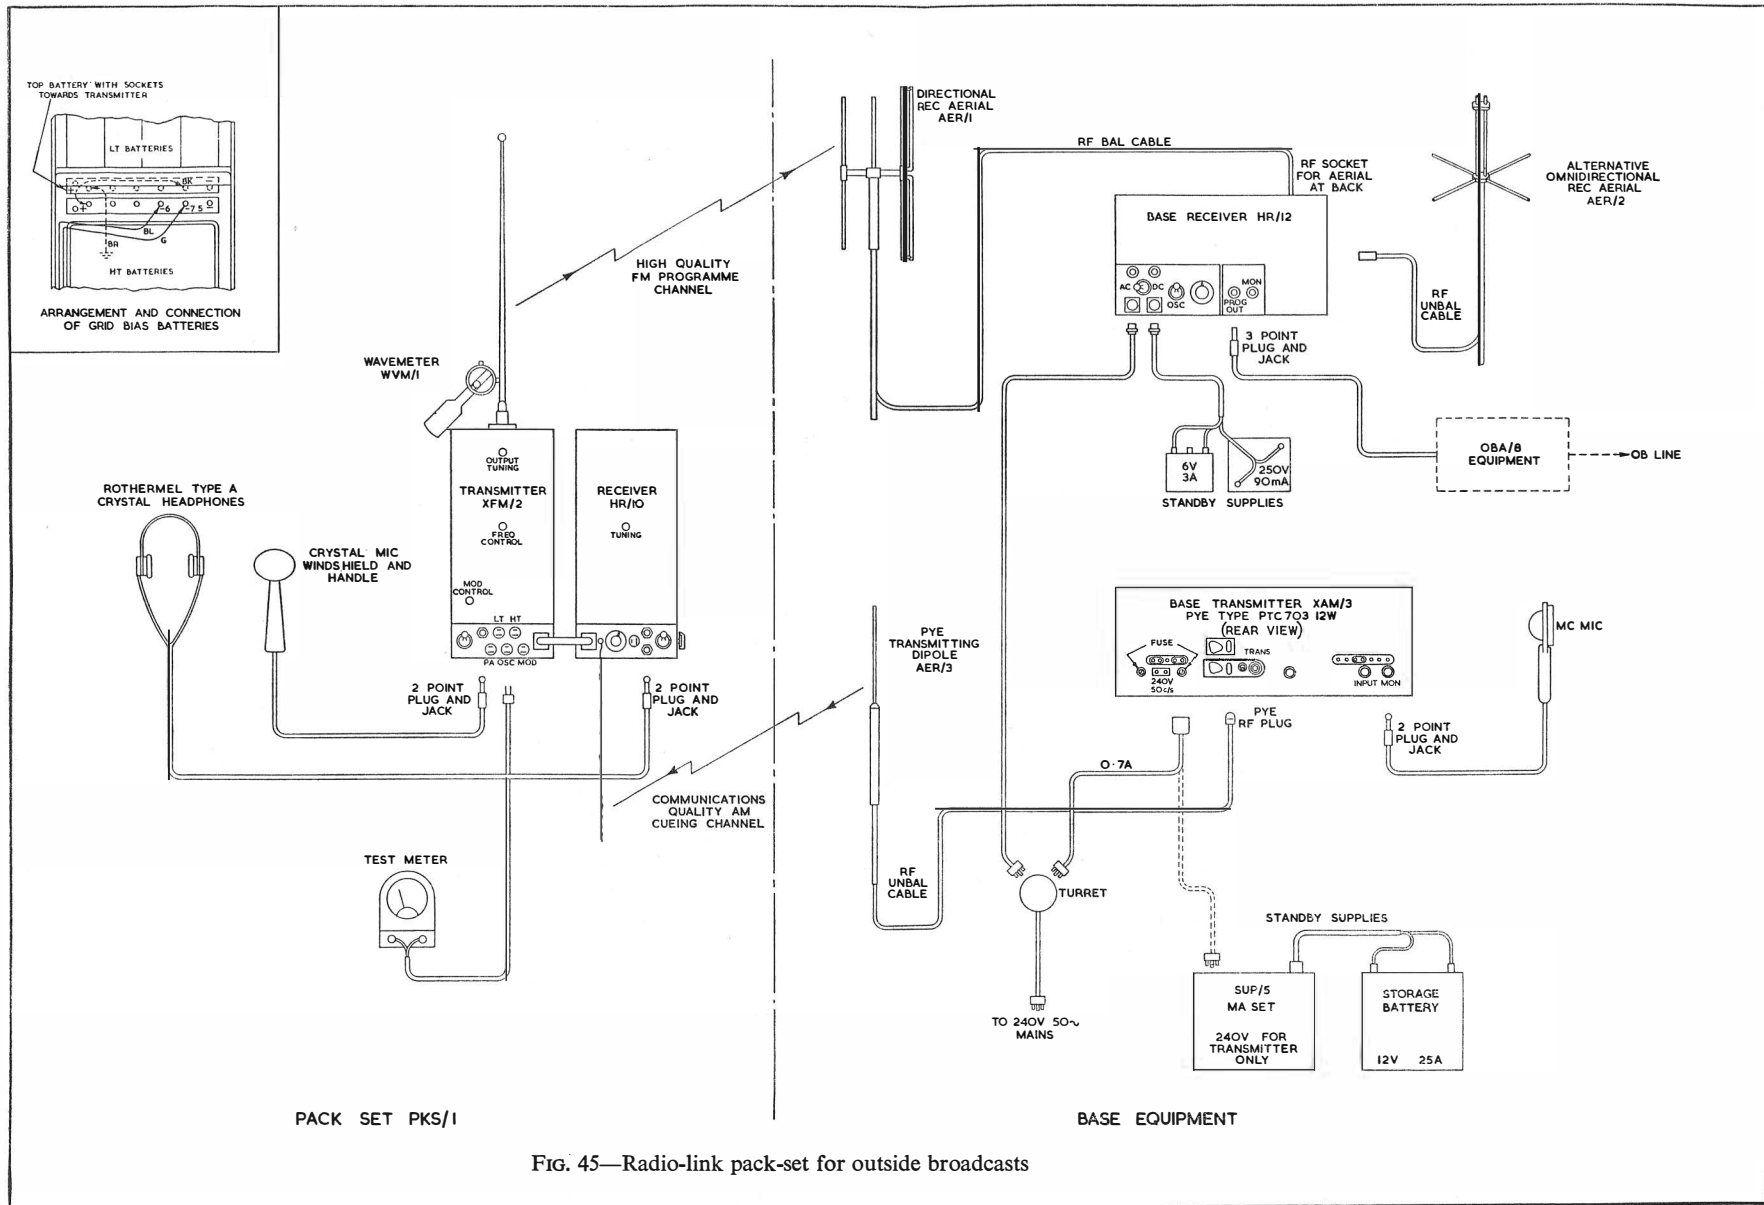 TOP BATTERY WITH SOCKETS
TOWARDS TRANSMITTER
LT BATTERIES
BK
+
-
+
-6
-7.5
-
BL
G
BR
HT BATTERIES
ARRANGEMENT AND CONNECTION
OF GRID BIAS BATTERIES
DIRECTIONAL
REC AERIAL
AER/1
RF BAL CABLE
RF SOCKET
FOR AERIAL
AT BACK
ALTERNATIVE
OMNIDIRECTIONAL
REC AERIAL
AER/2
BASE RECEIVER HR/12
AC
DC
OSC
MON
PROG
OUT
RF
UNBAL
CABLE
HIGH QUALITY
FM PROGRAMME
CHANNEL
3 POINT
PLUG AND
JACK
WAVEMETER
WVM/1
6V
3A
250V
90mA
STANDBY SUPPLIES
OBA/8
EQUIPMENT
OB LINE
OUTPUT
TUNING
TRANSMITTER
XFM/2
FREQ
CONTROL
MOD
CONTROL
LT HT
PA OSC MOD
RECEIVER
HR/10
TUNING
ROTHERMEL TYPE A
CRYSTAL HEADPHONES
CRYSTAL MIC
WINDSHIELD AND
HANDLE
2 POINT
PLUG AND
JACK
2 POINT
PLUG AND
JACK
PYE
TRANSMITTING
DIPOLE
AER/3
BASE TRANSMITTER XAM/3
PYE TYPE PTC703 12W
(REAR VIEW)
FUSE
TRANS
240V
50c/s
INPUT MON
MC MIC
PYE
RF PLUG
2 POINT
PLUG AND
JACK
0·7A
COMMUNICATIONS
QUALITY AM
CUEING CHANNEL
TEST METER
RF
UNBAL
CABLE
TURRET
TO 240V 50~
MAINS
STANDBY SUPPLIES
SUP/5
MA SET
240V FOR
TRANSMITTER
ONLY
STORAGE
BATTERY
12V 25A
PACK SET PKS/1
BASE EQUIPMENT
FIG. 45—Radio-link pack-set for outside broadcasts